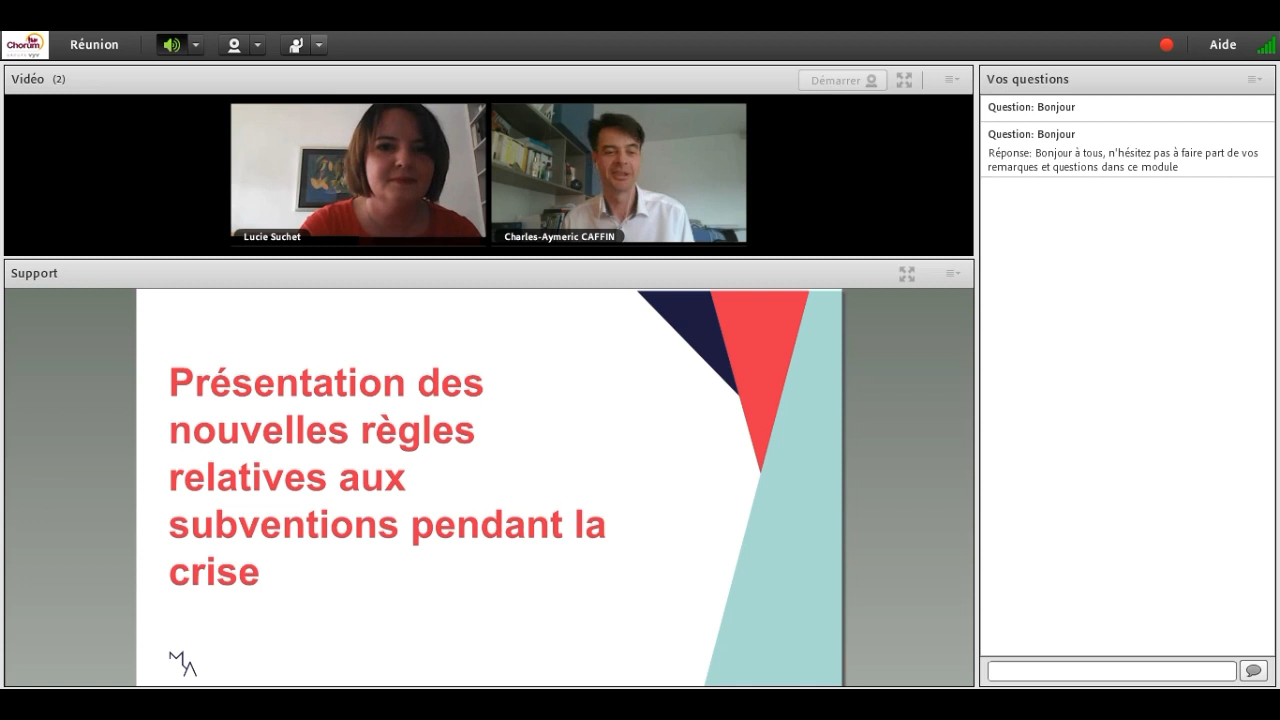 Chorum
Réunion
Aide
Vidéo (2)
Démarrer
Lucie Suchet
Charles-Aymeric CAFFIN
Support
Présentation des
nouvelles règles
relatives aux
subventions pendant la
crise
Vos questions
Question: Bonjour
Question: Bonjour
Réponse: Bonjour à tous, n'hésitez pas à faire part de vos
remarques et questions dans ce module